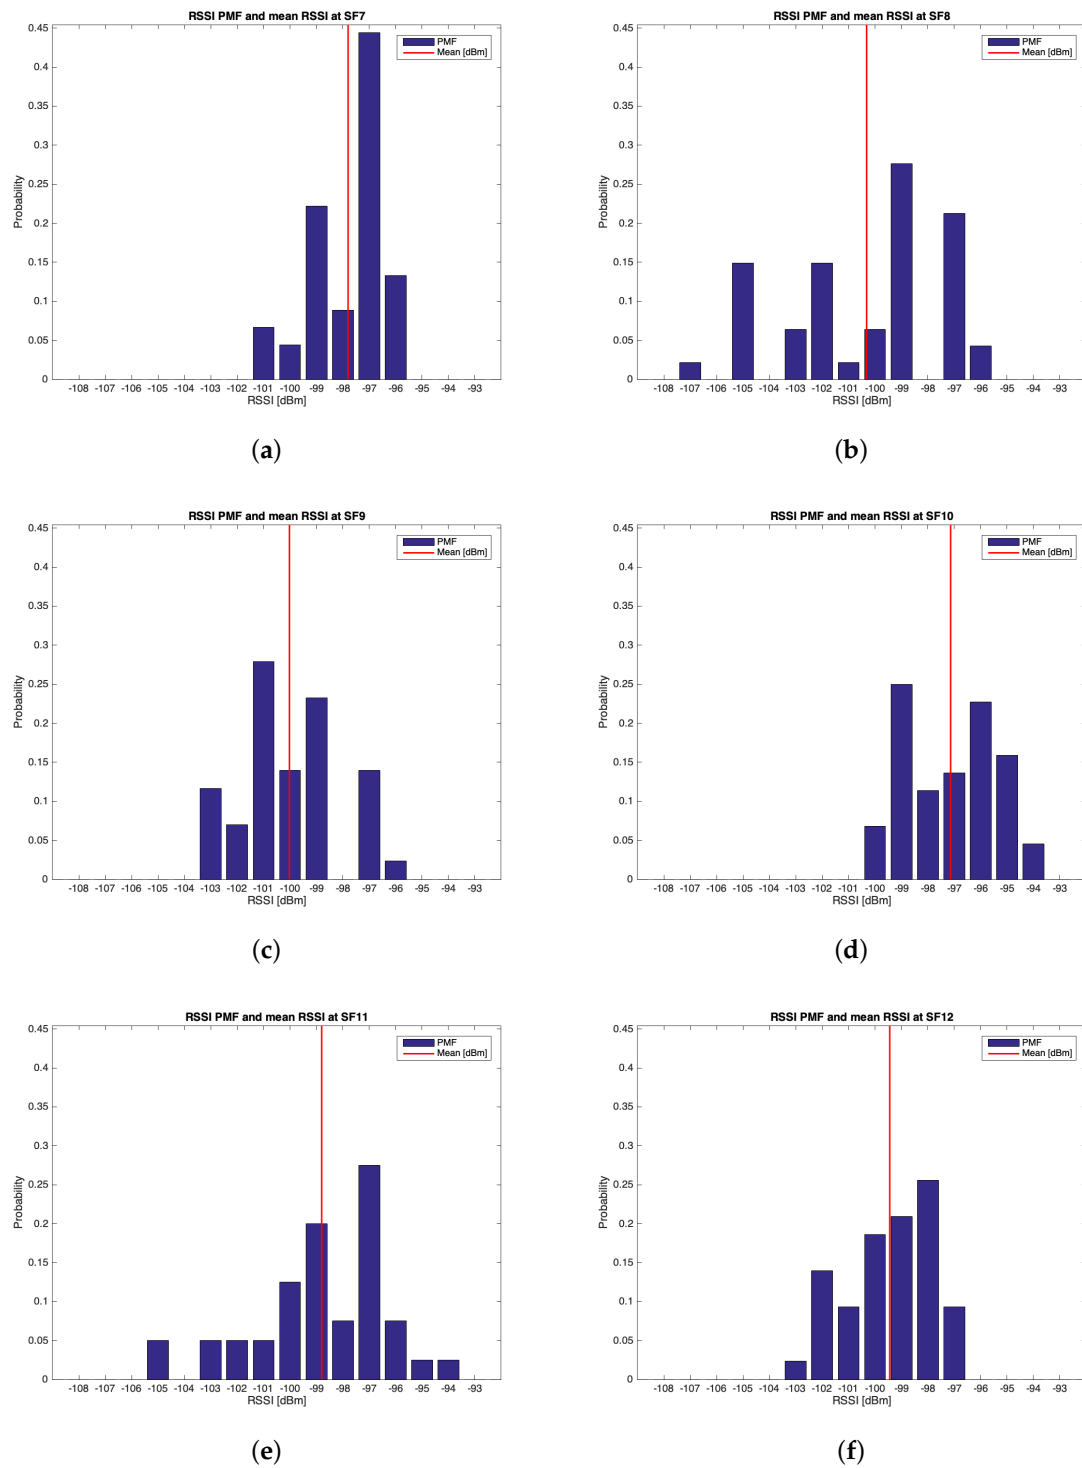 RSSI PMF and mean RSSI at SF7
PMF
Mean [dBm]
Probability
0.45
0.4
0.35
0.3
0.25
0.2
0.15
0.1
0.05
0
-108 -107 -106 -105 -104 -103 -102 -101 -100 -99 -98 -97 -96 -95 -94 -93
RSSI [dBm]
(a)
RSSI PMF and mean RSSI at SF8
PMF
Mean [dBm]
Probability
0.45
0.4
0.35
0.3
0.25
0.2
0.15
0.1
0.05
0
-108 -107 -106 -105 -104 -103 -102 -101 -100 -99 -98 -97 -96 -95 -94 -93
RSSI [dBm]
(b)
RSSI PMF and mean RSSI at SF9
PMF
Mean [dBm]
Probability
0.45
0.4
0.35
0.3
0.25
0.2
0.15
0.1
0.05
0
-108 -107 -106 -105 -104 -103 -102 -101 -100 -99 -98 -97 -96 -95 -94 -93
RSSI [dBm]
(c)
RSSI PMF and mean RSSI at SF10
PMF
Mean [dBm]
Probability
0.45
0.4
0.35
0.3
0.25
0.2
0.15
0.1
0.05
0
-108 -107 -106 -105 -104 -103 -102 -101 -100 -99 -98 -97 -96 -95 -94 -93
RSSI [dBm]
(d)
RSSI PMF and mean RSSI at SF11
PMF
Mean [dBm]
Probability
0.45
0.4
0.35
0.3
0.25
0.2
0.15
0.1
0.05
0
-108 -107 -106 -105 -104 -103 -102 -101 -100 -99 -98 -97 -96 -95 -94 -93
RSSI [dBm]
(e)
RSSI PMF and mean RSSI at SF12
PMF
Mean [dBm]
Probability
0.45
0.4
0.35
0.3
0.25
0.2
0.15
0.1
0.05
0
-108 -107 -106 -105 -104 -103 -102 -101 -100 -99 -98 -97 -96 -95 -94 -93
RSSI [dBm]
(f)